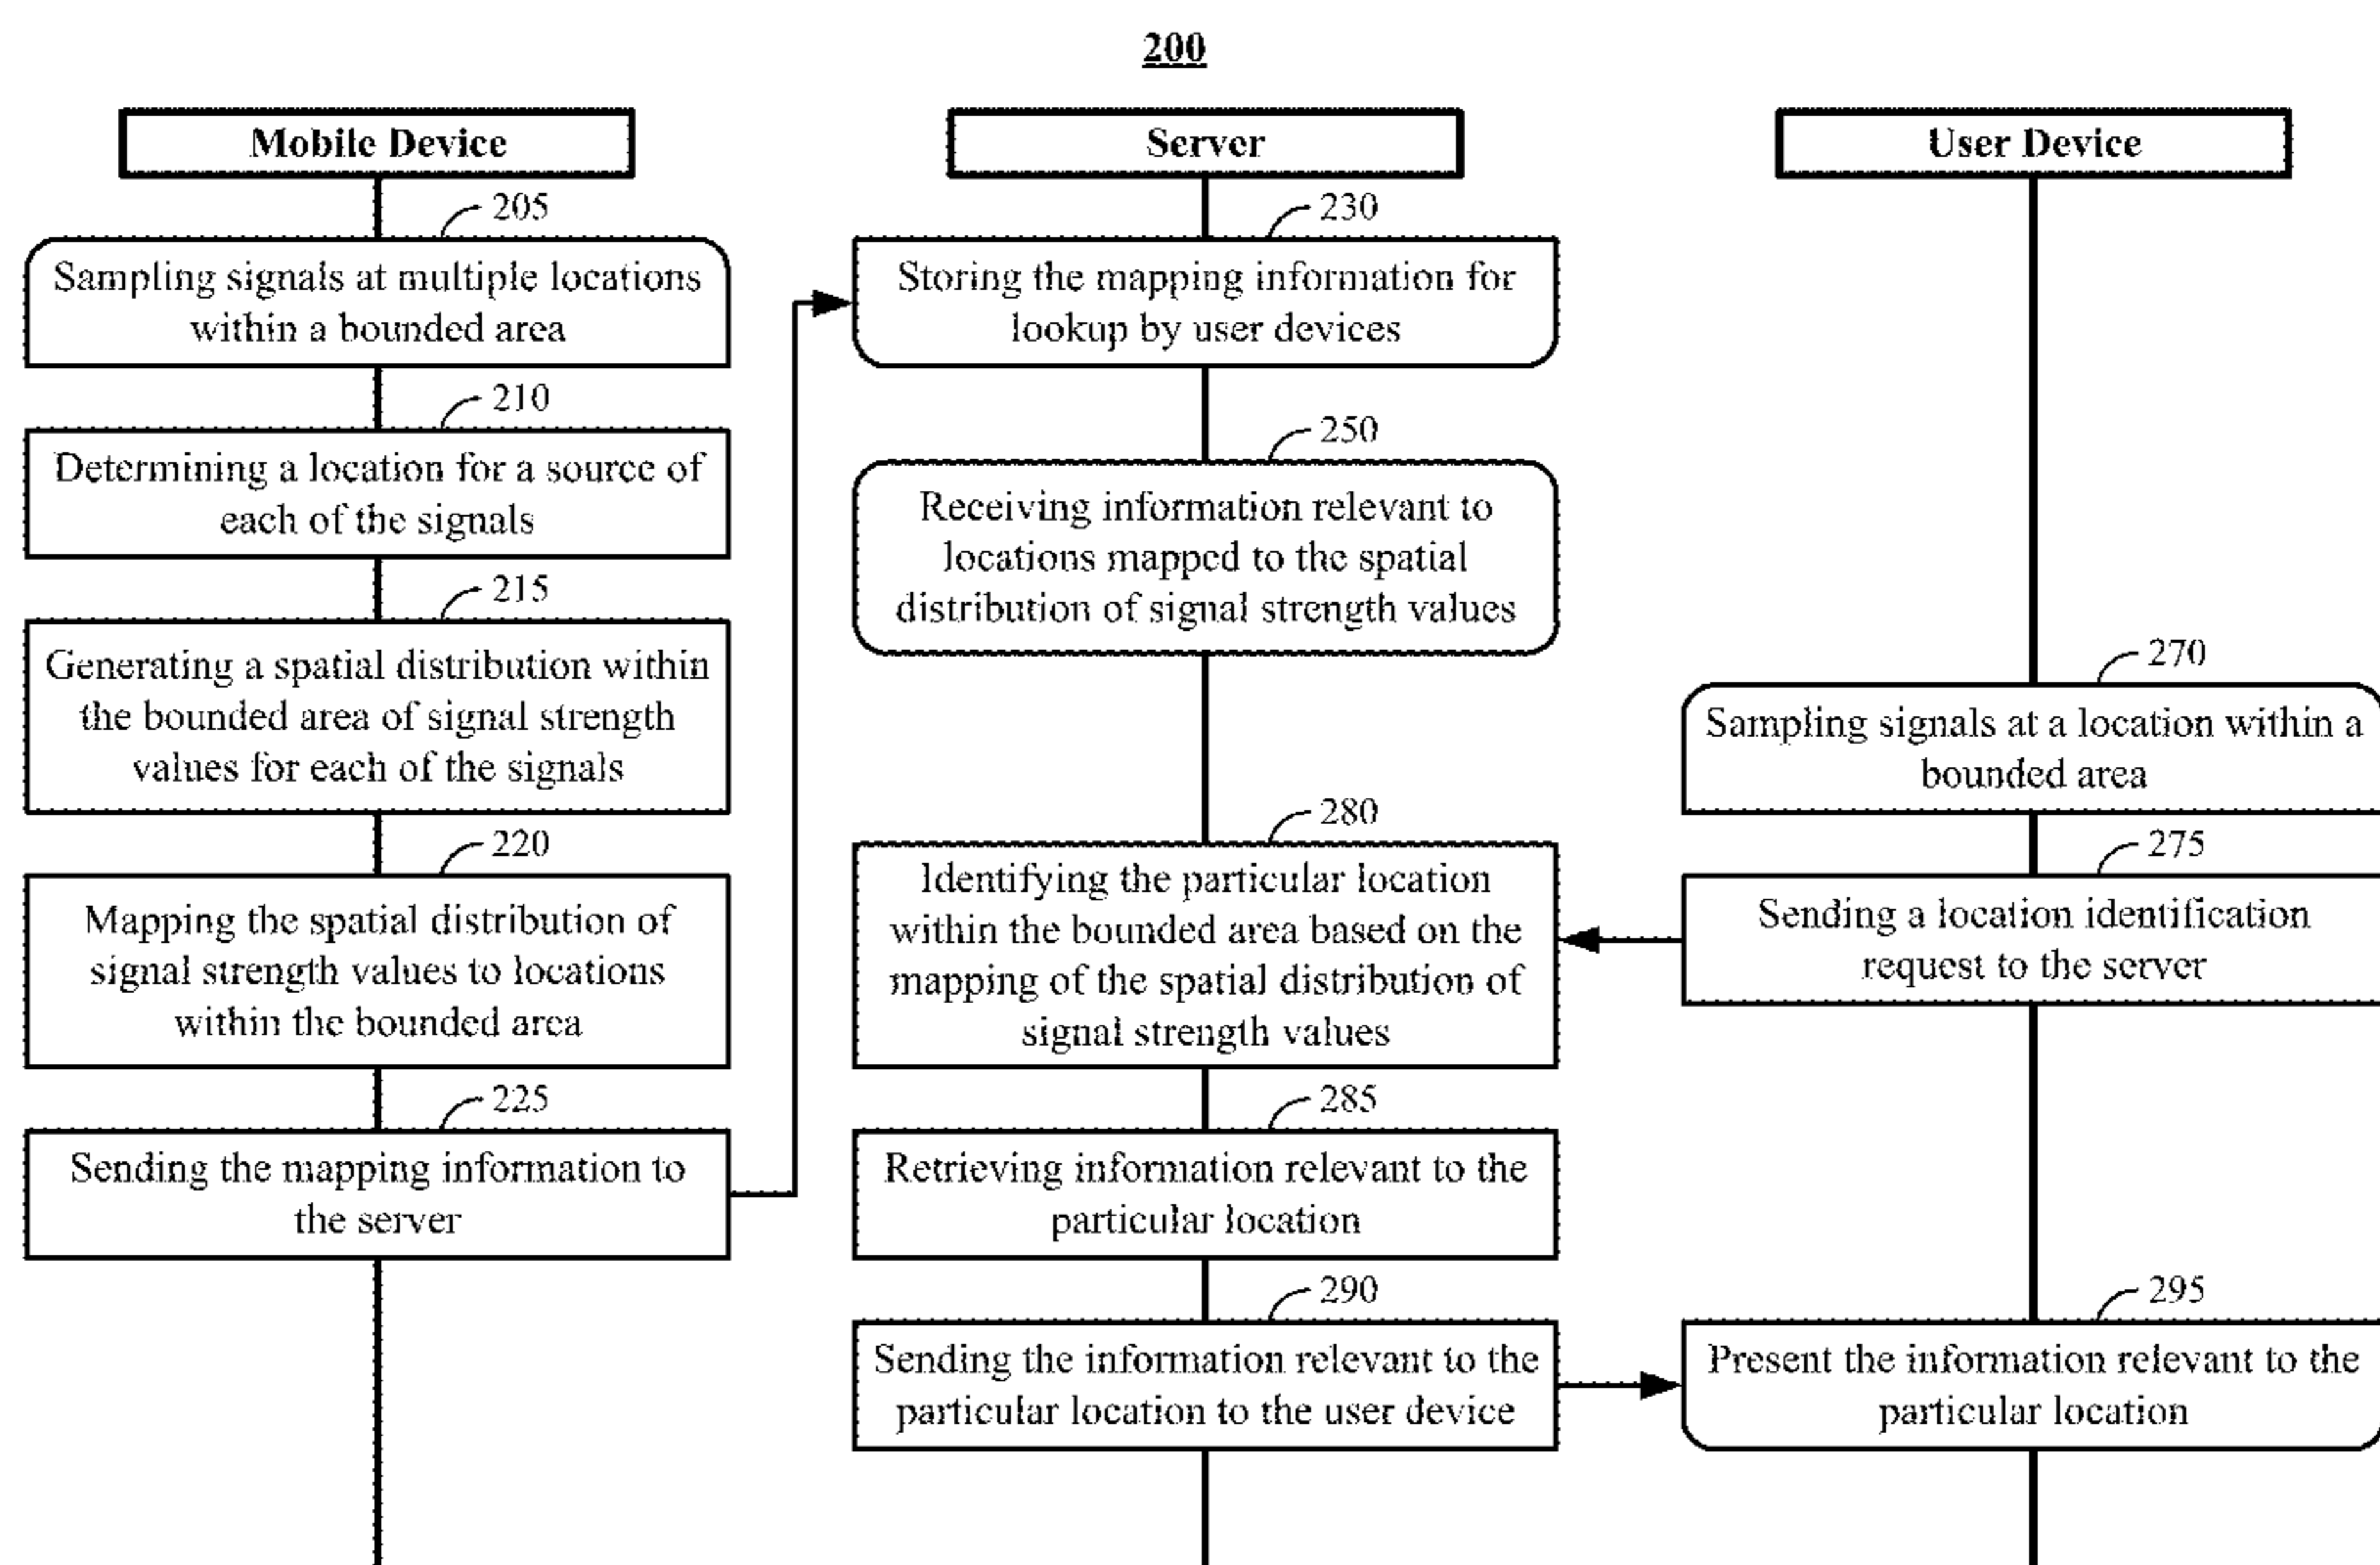 200
Mobile Device
205
Sampling signals at multiple locations
within a bounded area
210
Determining a location for a source of
each of the signals
215
Generating a spatial distribution within
the bounded area of signal strength
values for each of the signals
220
Mapping the spatial distribution of
signal strength values to locations
within the bounded area
225
Sending the mapping information to
the server
Server
230
Storing the mapping information for
lookup by user devices
250
Receiving information relevant to
locations mapped to the spatial
distribution of signal strength values
280
Identifying the particular location
within the bounded area based on the
mapping of the spatial distribution of
signal strength values
285
Retrieving information relevant to the
particular location
290
Sending the information relevant to the
particular location to the user device
User Device
270
Sampling signals at a location within a
bounded area
275
Sending a location identification
request to the server
295
Present the information relevant to the
particular location